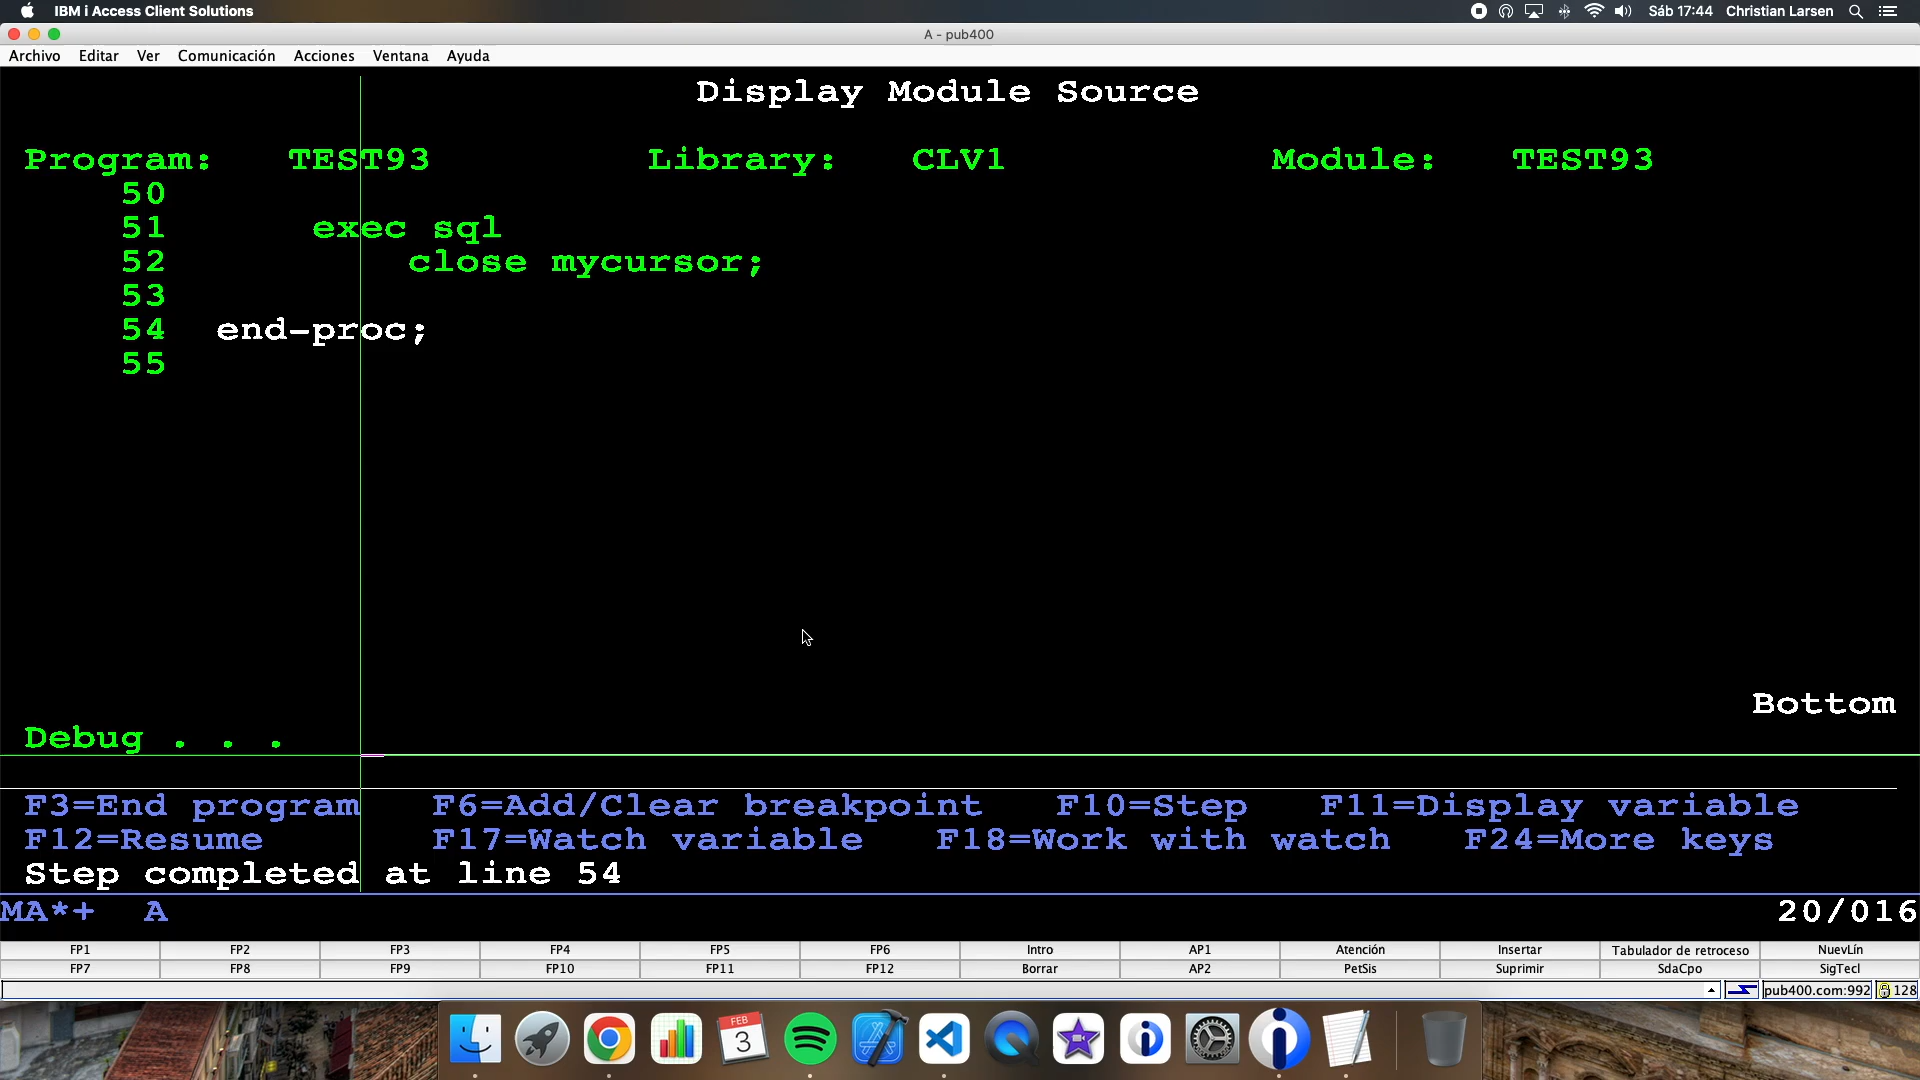 IBM i Access Client Solutions
Sáb 17:44 Christian Larsen
A - pub400
Archivo Editar Ver Comunicación Acciones Ventana Ayuda
Display Module Source
Program: TEST93 Library: CLV1 Module: TEST93
50
51 exec sql
52 close mycursor;
53
54 end-proc;
55
Bottom
Debug . . .
F3=End program F6=Add/Clear breakpoint F10=Step F11=Display variable
F12=Resume F17=Watch variable F18=Work with watch F24=More keys
Step completed at line 54
MA*+ A 20/016
FP1 FP2 FP3 FP4 FP5 FP6 Intro AP1 Atención Insertar Tabulador de retroceso NuevLín
FP7 FP8 FP9 FP10 FP11 FP12 Borrar AP2 PetSis Suprimir SdaCpo SigTecl
pub400.com:992 128
FEB
3